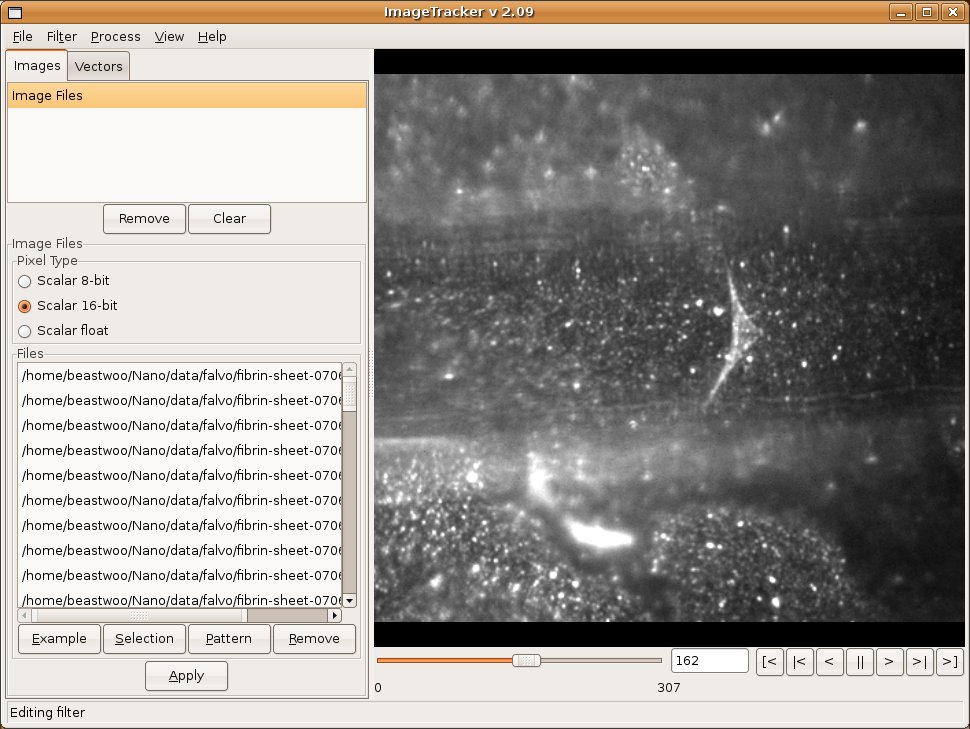 ImageTracker v 2.09
File Filter Process View Help
Images Vectors
Image Files
Remove Clear
Image Files
Pixel Type
Scalar 8-bit
Scalar 16-bit
Scalar float
Files
/home/beastwoo/Nano/data/falvo/fibrin-sheet-0706
/home/beastwoo/Nano/data/falvo/fibrin-sheet-0706
/home/beastwoo/Nano/data/falvo/fibrin-sheet-0706
/home/beastwoo/Nano/data/falvo/fibrin-sheet-0706
/home/beastwoo/Nano/data/falvo/fibrin-sheet-0706
/home/beastwoo/Nano/data/falvo/fibrin-sheet-0706
/home/beastwoo/Nano/data/falvo/fibrin-sheet-0706
/home/beastwoo/Nano/data/falvo/fibrin-sheet-0706
/home/beastwoo/Nano/data/falvo/fibrin-sheet-0706
/home/beastwoo/Nano/data/falvo/fibrin-sheet-0706
Example Selection Pattern Remove
Apply
162 [< |< < || > >| >]
0 307
Editing filter